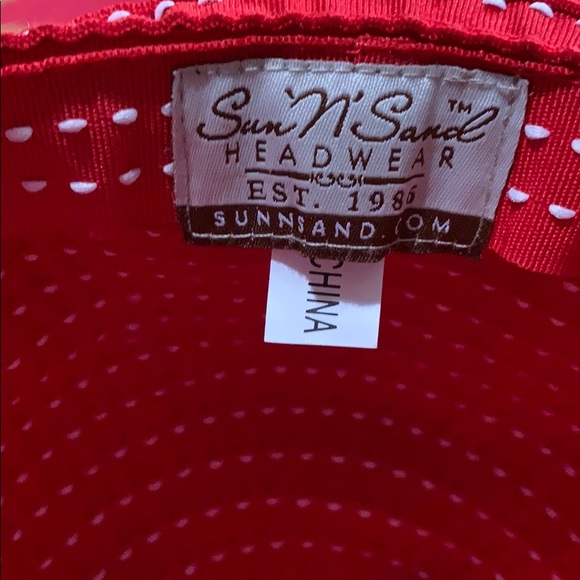 Sun 'N' Sand™
HEADWEAR
EST. 1986
SUNNSAND.COM
CHINA